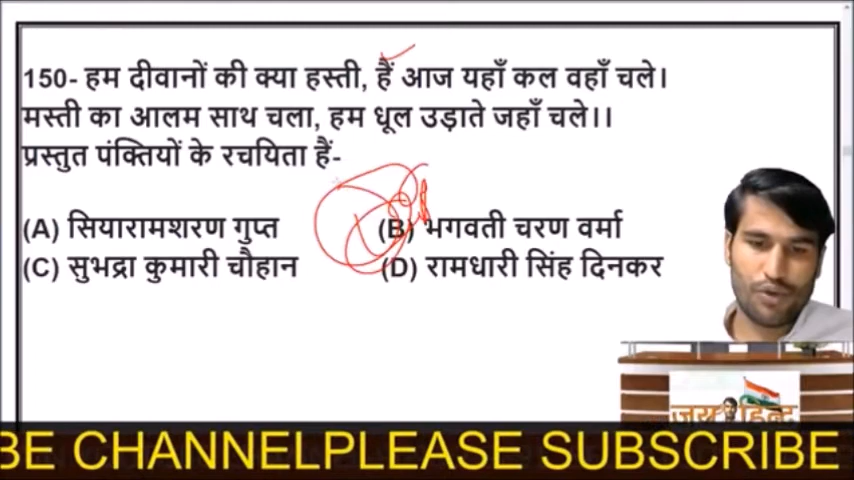 150- हम दीवानों की क्या हस्ती, हैं आज यहाँ कल वहाँ चले।
मस्ती का आलम साथ चला, हम धूल उड़ाते जहाँ चले।।
प्रस्तुत पंक्तियों के रचयिता हैं-
(A) सियारामशरण गुप्त (B) भगवती चरण वर्मा
(C) सुभद्रा कुमारी चौहान (D) रामधारी सिंह दिनकर
जय हिन्द
BE CHANNELPLEASE SUBSCRIBE